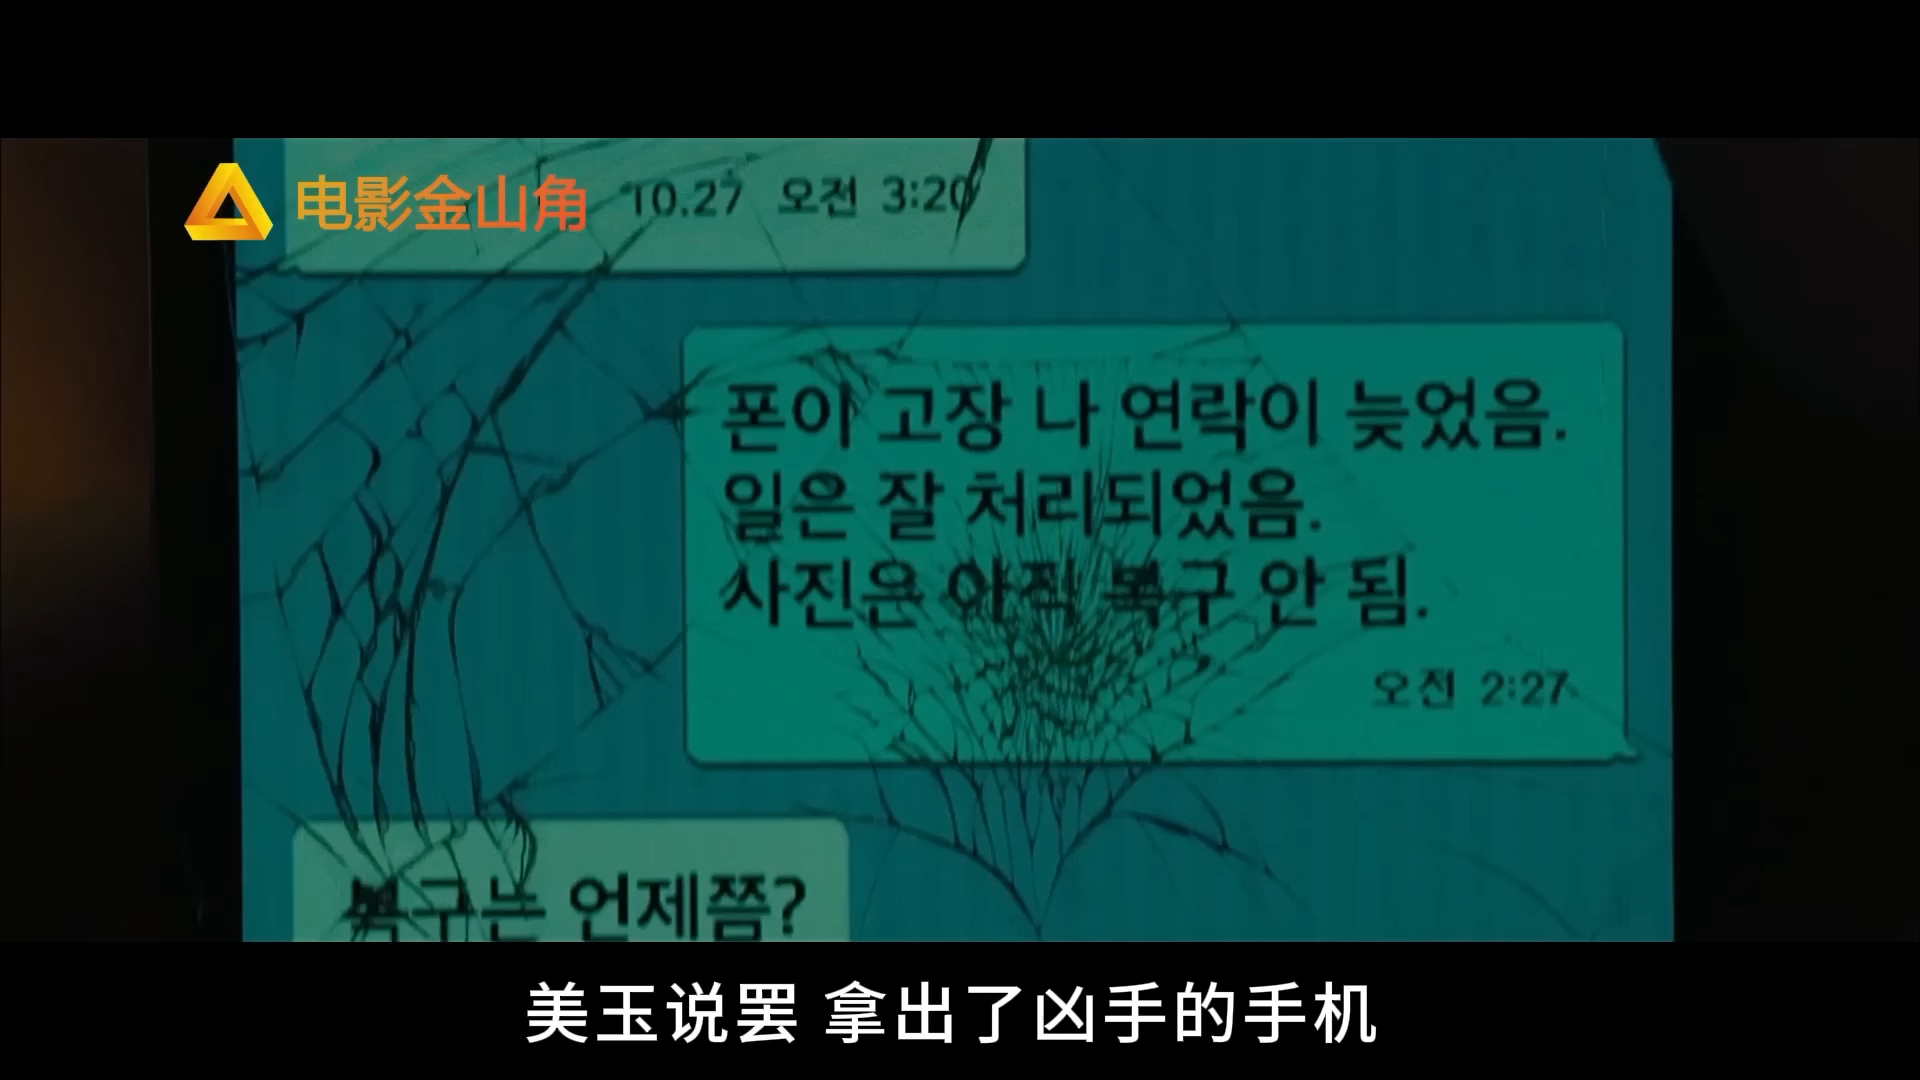 电影金山角
10.27 오전 3:20
폰이 고장 나 연락이 늦었음.
일은 잘 처리되었음.
사진은 아직 복구 안 됨.
오전 2:27
복구는 언제쯤?
美玉说罢 拿出了凶手的手机